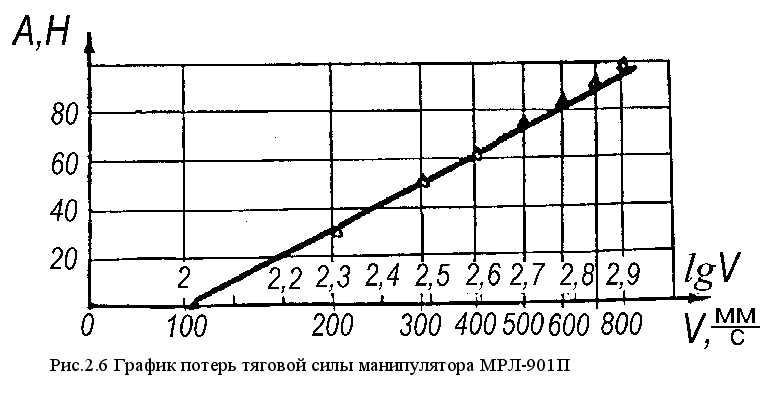 А,Н
80
60
40
20
2 2,2 2,3 2,4 2,5 2,6 2,7 2,8 2,9 lgV
0 100 200 300 400 500 600 800 V, мм/с
Рис.2.6 График потерь тяговой силы манипулятора МРЛ-901П